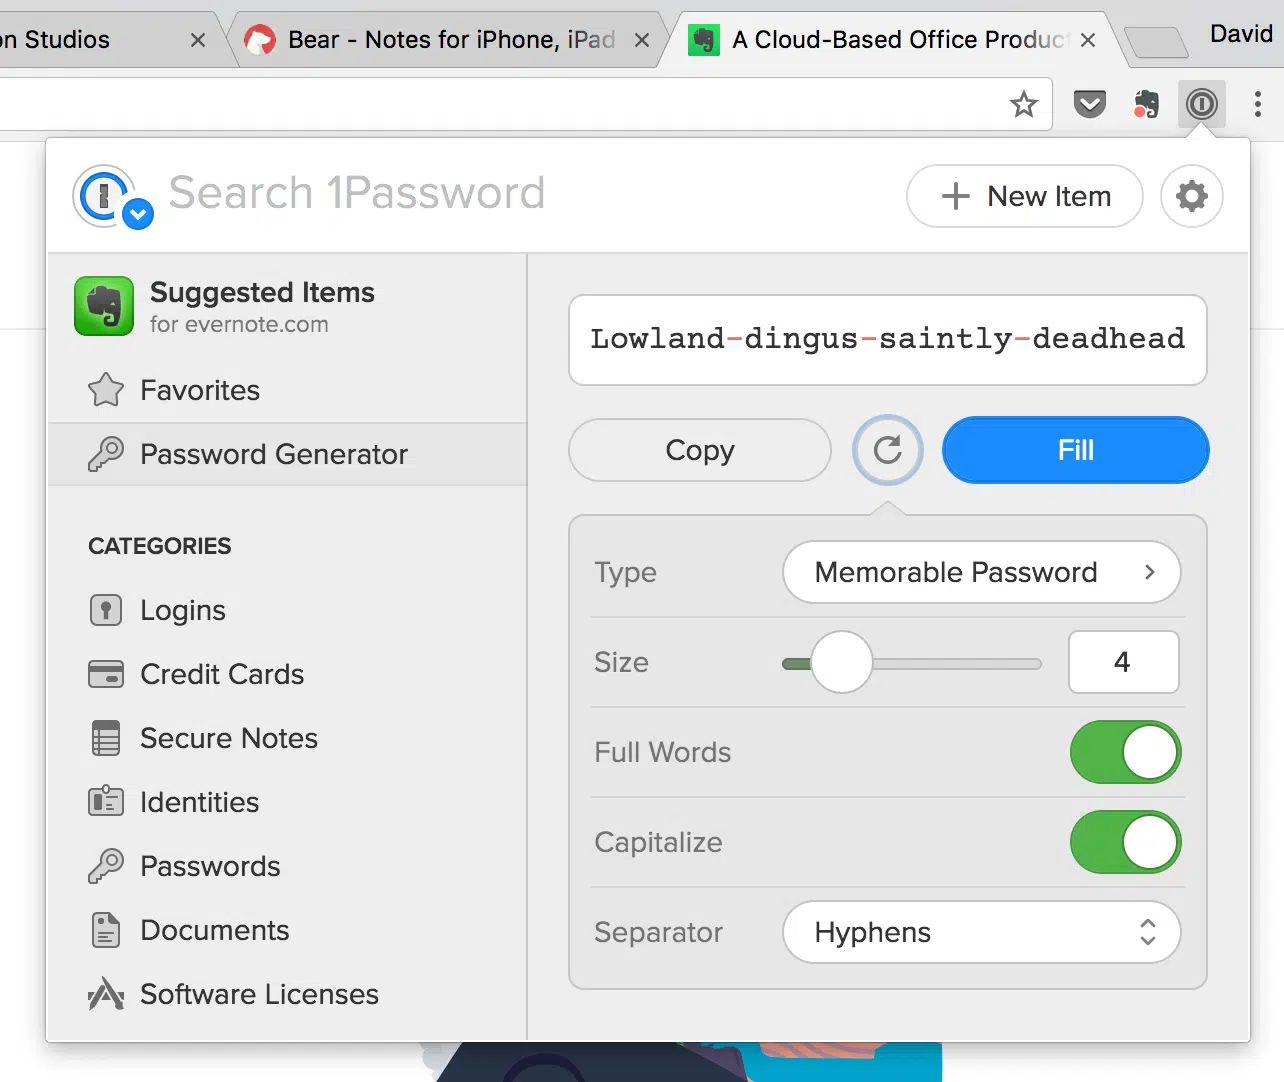 on Studios
Bear - Notes for iPhone, iPad
A Cloud-Based Office Product
David
Search 1Password
New Item
Suggested Items
for evernote.com
Favorites
Password Generator
CATEGORIES
Logins
Credit Cards
Secure Notes
Identities
Passwords
Documents
Software Licenses
Lowland-dingus-saintly-deadhead
Copy
Fill
Type
Memorable Password
Size
4
Full Words
Capitalize
Separator
Hyphens